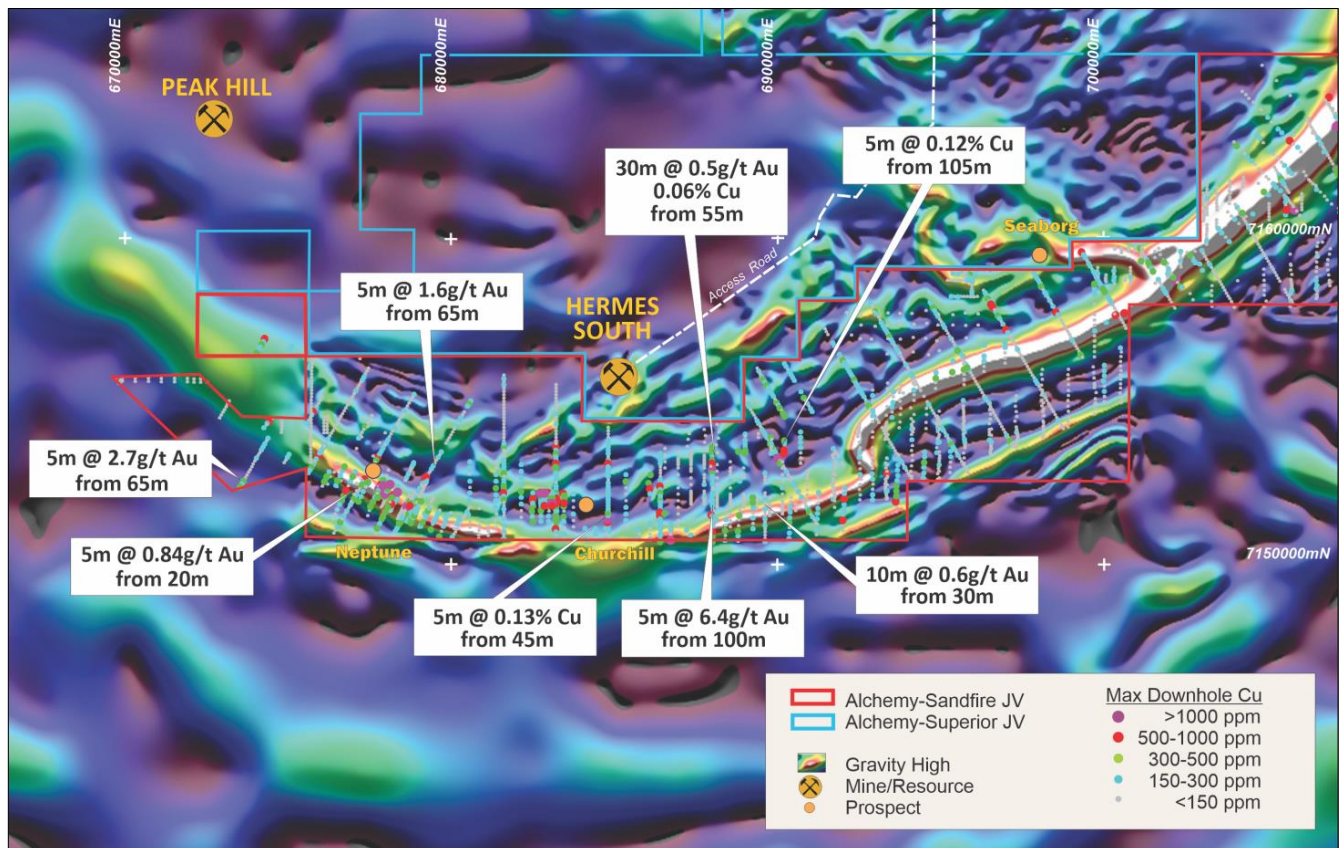 670000mE
680000mE
690000mE
700000mE
PEAK HILL
5m @ 0.12% Cu
from 105m
30m @ 0.5g/t Au
0.06% Cu
from 55m
Seaborg
7160000mN
Access Road
5m @ 1.6g/t Au
from 65m
HERMES
SOUTH
5m @ 2.7g/t Au
from 65m
5m @ 0.84g/t Au
from 20m
Neptune
Churchill
7150000mN
10m @ 0.6g/t Au
from 30m
5m @ 0.13% Cu
from 45m
5m @ 6.4g/t Au
from 100m
Alchemy-Sandfire JV
Alchemy-Superior JV
Gravity High
Mine/Resource
Prospect
Max Downhole Cu
>1000 ppm
500-1000 ppm
300-500 ppm
150-300 ppm
<150 ppm